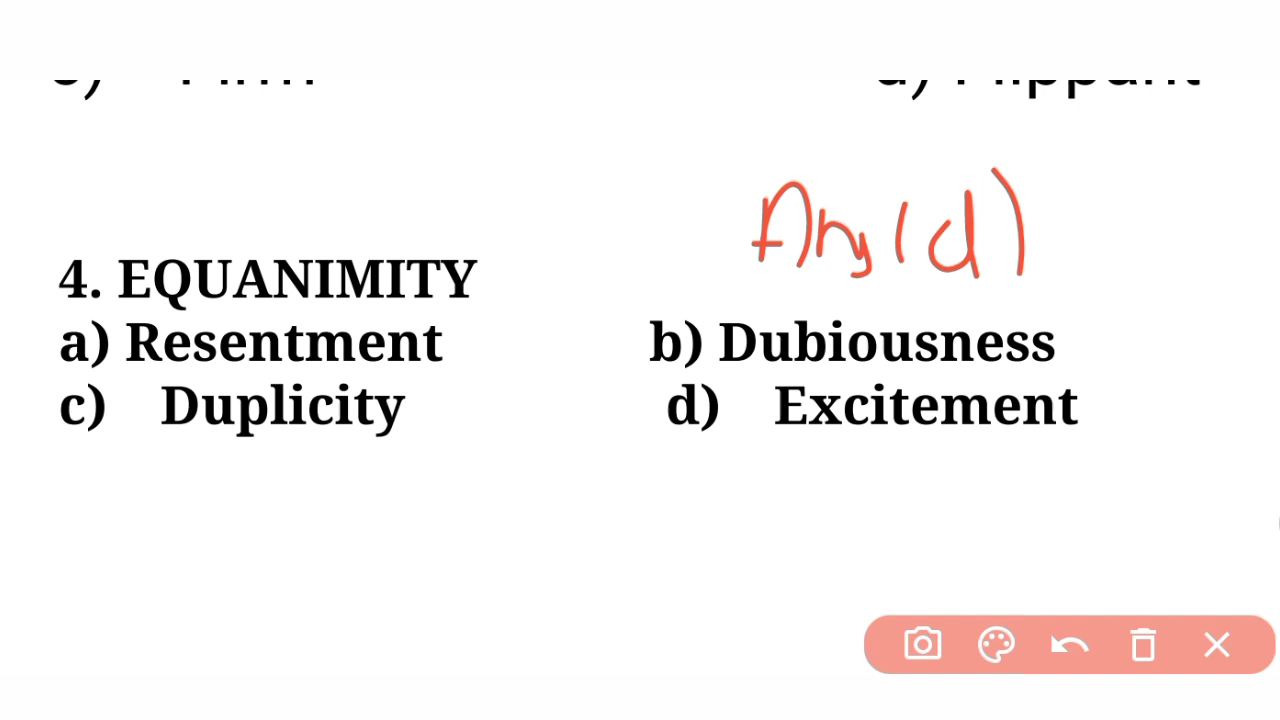 Ans (d)
4. EQUANIMITY
a) Resentment b) Dubiousness
c) Duplicity d) Excitement